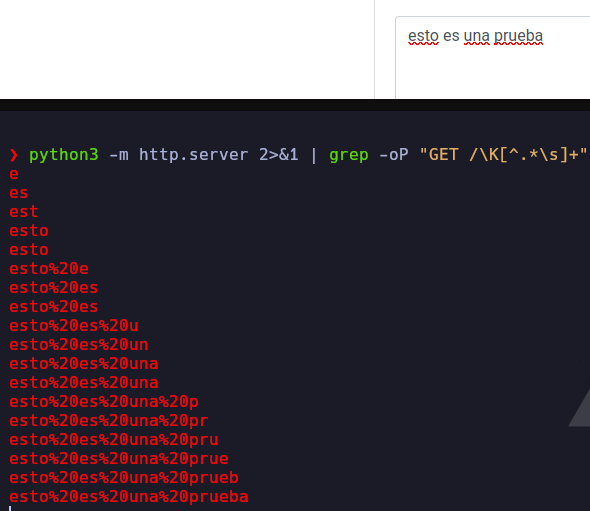 esto es una prueba
❯ python3 -m http.server 2>&1 | grep -oP "GET /\K[^.*\s]+"
e
es
est
esto
esto
esto%20e
esto%20es
esto%20es
esto%20es%20u
esto%20es%20un
esto%20es%20una
esto%20es%20una
esto%20es%20una%20p
esto%20es%20una%20pr
esto%20es%20una%20pru
esto%20es%20una%20prue
esto%20es%20una%20prueb
esto%20es%20una%20prueba